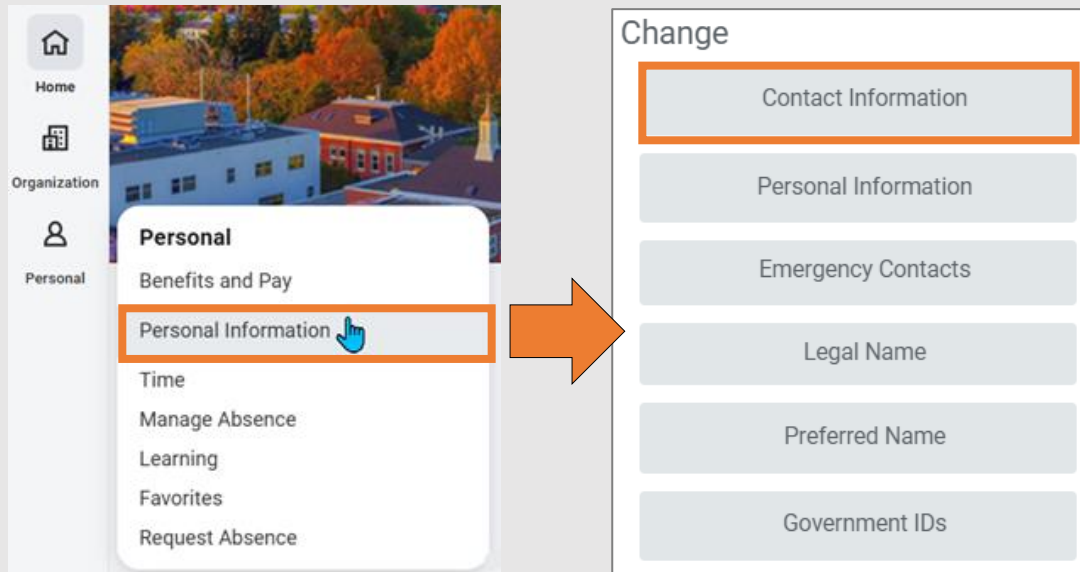 Home
Organization
Personal
Personal
Benefits and Pay
Personal Information
Time
Manage Absence
Learning
Favorites
Request Absence
Change
Contact Information
Personal Information
Emergency Contacts
Legal Name
Preferred Name
Government IDs